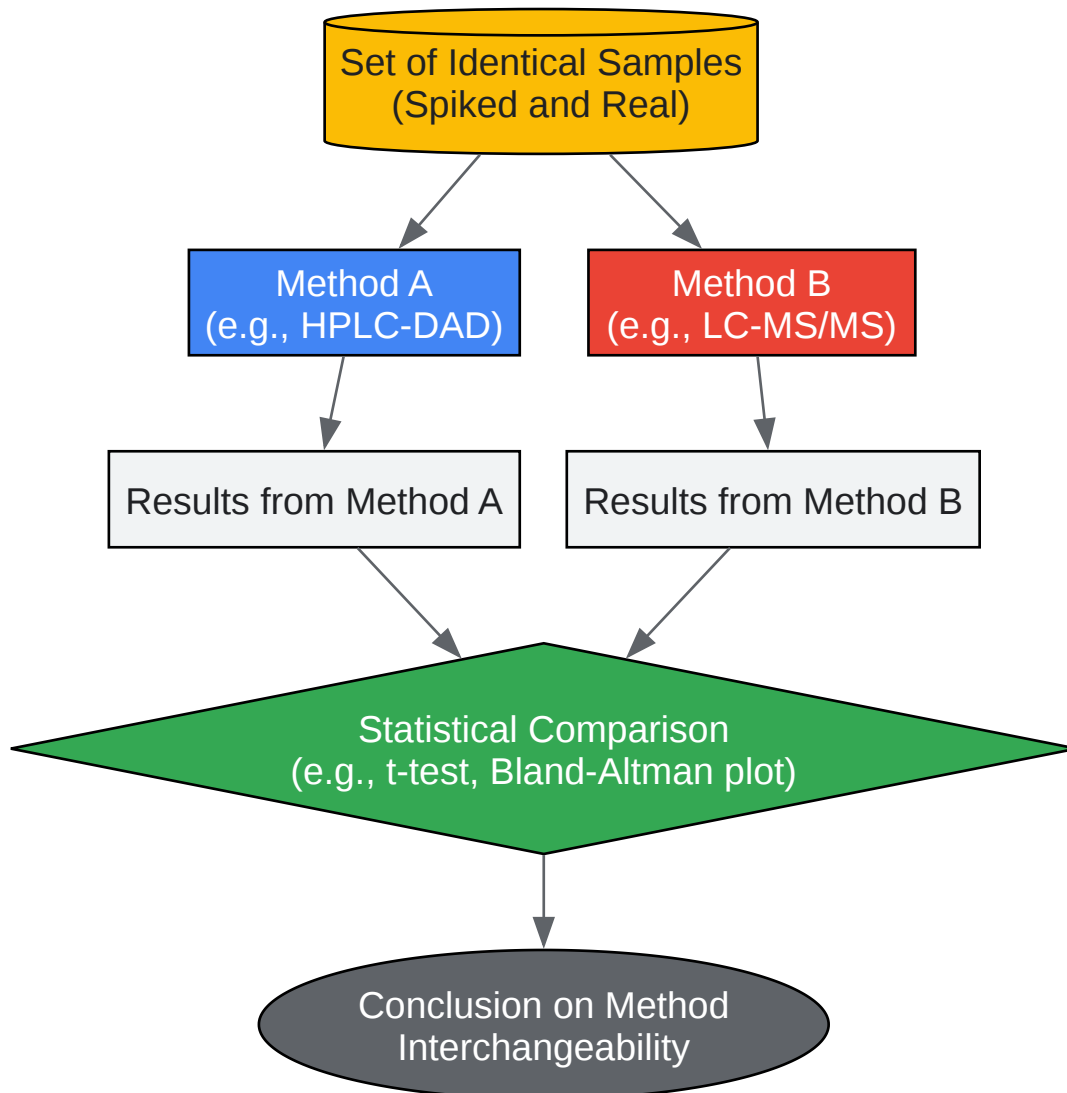 Set of Identical Samples
(Spiked and Real)
Method A
(e.g., HPLC-DAD)
Method B
(e.g., LC-MS/MS)
Results from Method A
Results from Method B
Statistical Comparison
(e.g., t-test, Bland-Altman plot)
Conclusion on Method
Interchangeability